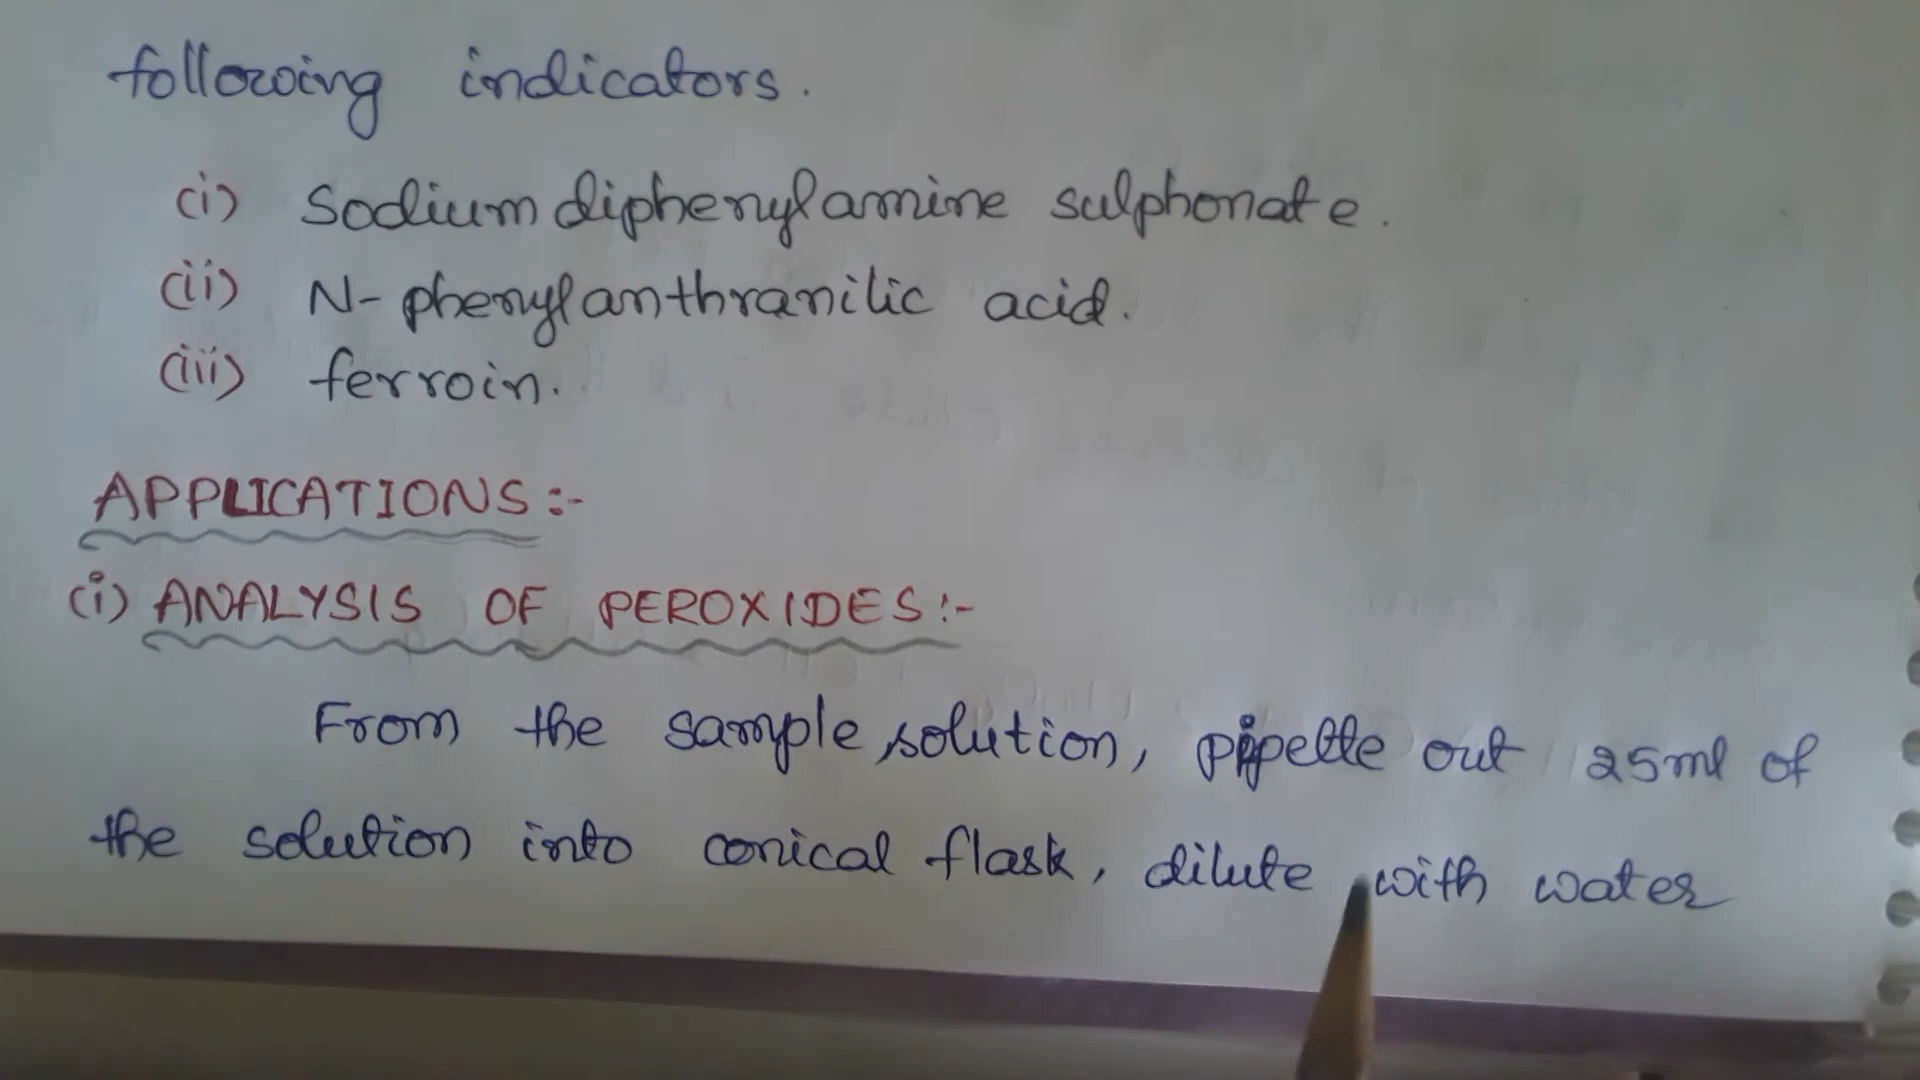 following indicators.
(i) Sodium diphenylamine sulphonate.
(ii) N-phenylanthranilic acid.
(iii) ferroin.
APPLICATIONS:-
(i) ANALYSIS OF PEROXIDES:-
From the sample solution, pipette out 25ml of
the solution into conical flask, dilute with water